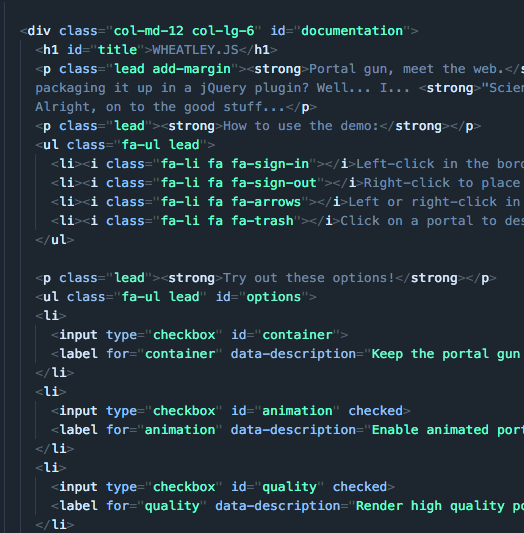 <div class="col-md-12 col-lg-6" id="documentation">
<h1 id="title">WHEATLEY.JS</h1>
<p class="lead add-margin"><strong>Portal gun, meet the web.</
packaging it up in a jQuery plugin? Well... I... <strong>"Scien
Alright, on to the good stuff...</p>
<p class="lead"><strong>How to use the demo:</strong></p>
<ul class="fa-ul lead">
<li><i class="fa-li fa fa-sign-in"></i>Left-click in the bord
<li><i class="fa-li fa fa-sign-out"></i>Right-click to place
<li><i class="fa-li fa fa-arrows"></i>Left or right-click in
<li><i class="fa-li fa fa-trash"></i>Click on a portal to des
</ul>
<p class="lead"><strong>Try out these options!</strong></p>
<ul class="fa-ul lead" id="options">
<li>
<input type="checkbox" id="container">
<label for="container" data-description="Keep the portal gun
</li>
<li>
<input type="checkbox" id="animation" checked>
<label for="animation" data-description="Enable animated port
</li>
<li>
<input type="checkbox" id="quality" checked>
<label for="quality" data-description="Render high quality po
</li>